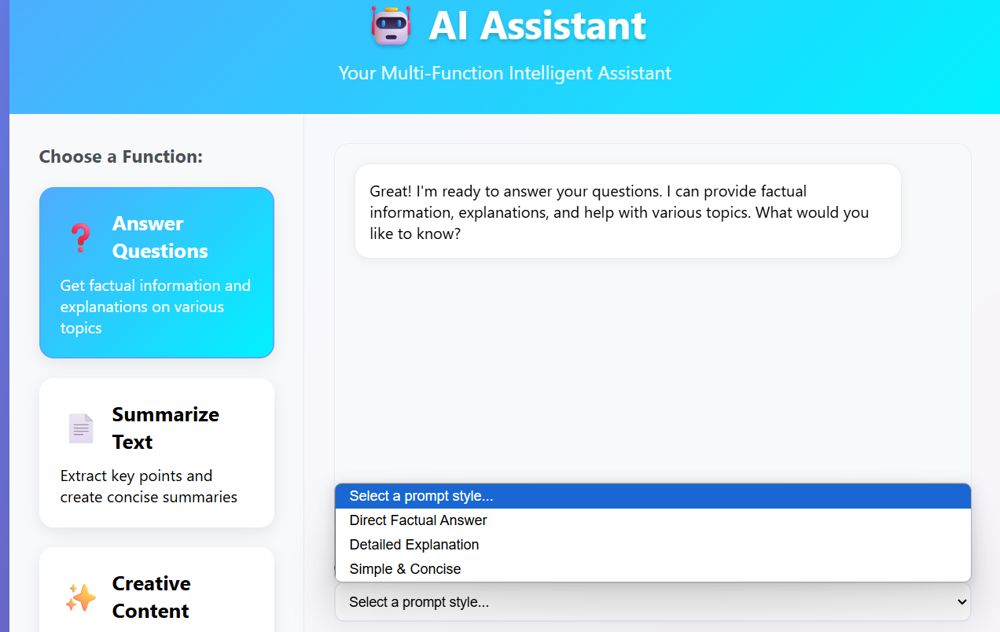 AI Assistant
Your Multi-Function Intelligent Assistant
Choose a Function:
Answer
Questions
Get factual information and
explanations on various
topics
Summarize
Text
Extract key points and
create concise summaries
Creative
Content
Great! I'm ready to answer your questions. I can provide factual
information, explanations, and help with various topics. What would you
like to know?
Select a prompt style...
Direct Factual Answer
Detailed Explanation
Simple & Concise
Select a prompt style...